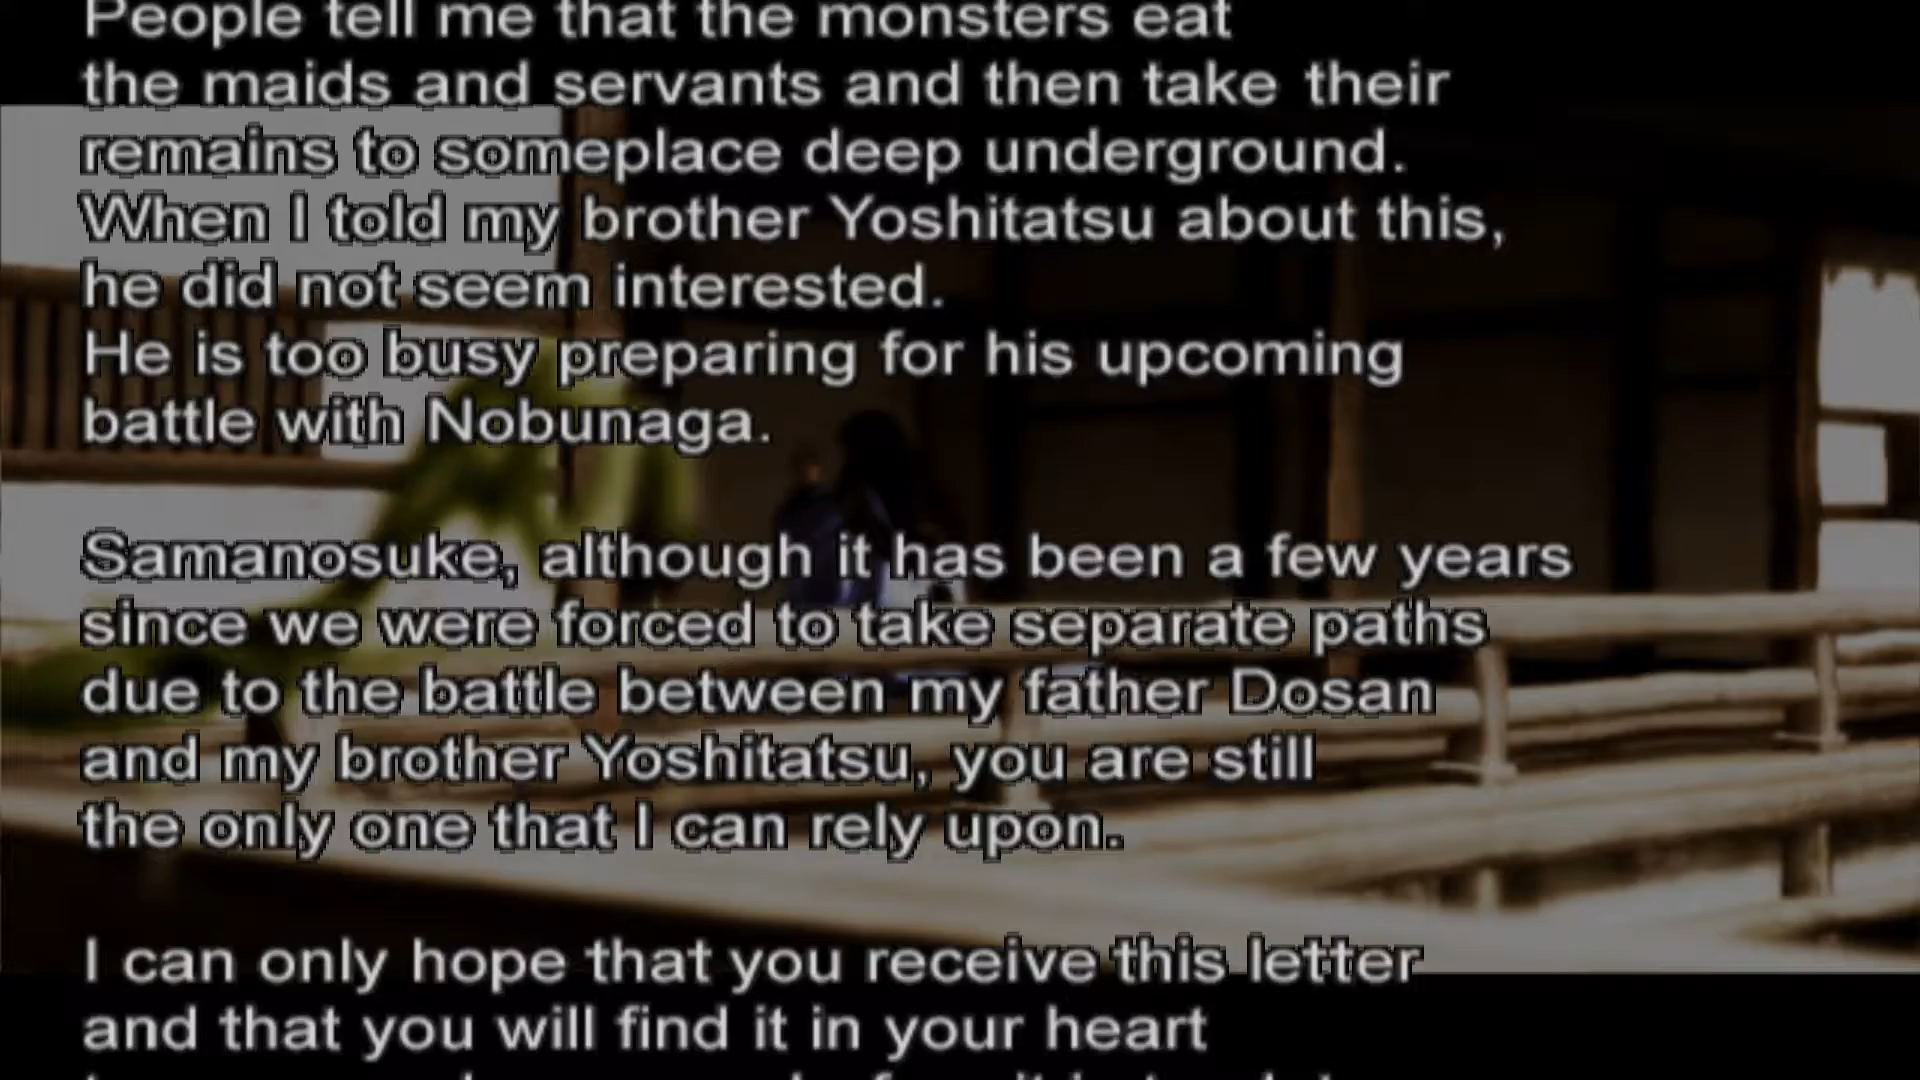 People tell me that the monsters eat
the maids and servants and then take their
remains to someplace deep underground.
When I told my brother Yoshitatsu about this,
he did not seem interested.
He is too busy preparing for his upcoming
battle with Nobunaga.
Samanosuke, although it has been a few years
since we were forced to take separate paths
due to the battle between my father Dosan
and my brother Yoshitatsu, you are still
the only one that I can rely upon.
I can only hope that you receive this letter
and that you will find it in your heart